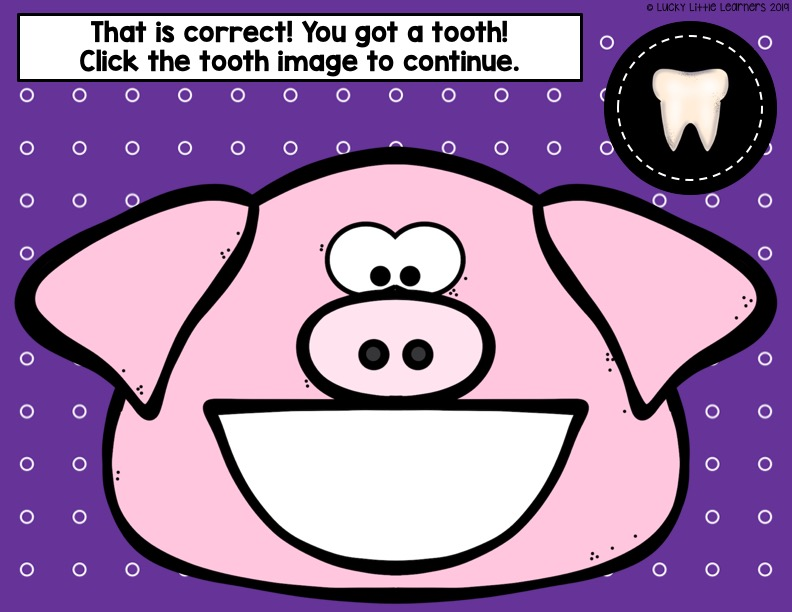 © Lucky Little Learners 2019
That is correct! You got a tooth!
Click the tooth image to continue.